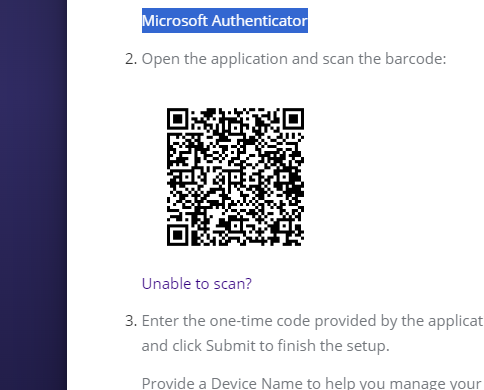 Microsoft Authenticator
2. Open the application and scan the barcode:
Unable to scan?
3. Enter the one-time code provided by the applicat
and click Submit to finish the setup.
Provide a Device Name to help you manage your